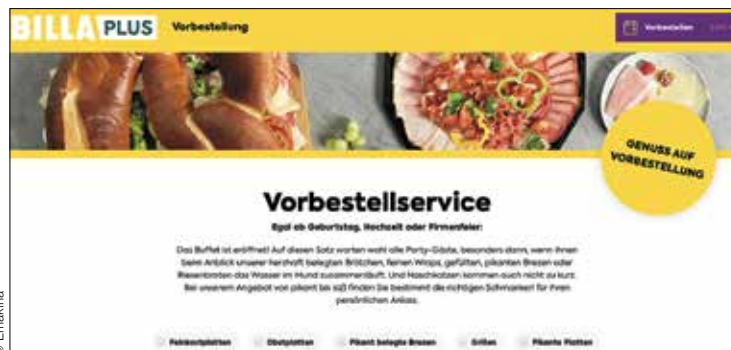 BILLA PLUS Vorbestellung
Vorbestellen
GENUSS AUF
VORBESTELLUNG
Vorbestellservice
Egal ob Geburtstag, Hochzeit oder Firmenfeier:
Das Buffet ist eröffnet! Auf diesen Satz warten wohl alle Party-Gäste, besonders dann, wenn ihnen
beim Anblick unserer herzhaft belegten Brötchen, feinen Wraps, gefüllten, pikanten Brezen oder
Riesenbroten das Wasser im Mund zusammenläuft. Und Naschkatzen kommen auch nicht zu kurz.
Bei unserem Angebot von pikant bis süß finden Sie bestimmt die richtigen Schmankerl für Ihren
persönlichen Anlass.
Feinkostplatten Obstplatten Pikant belegte Brezen Grillen Pikante Platten
© Emakina